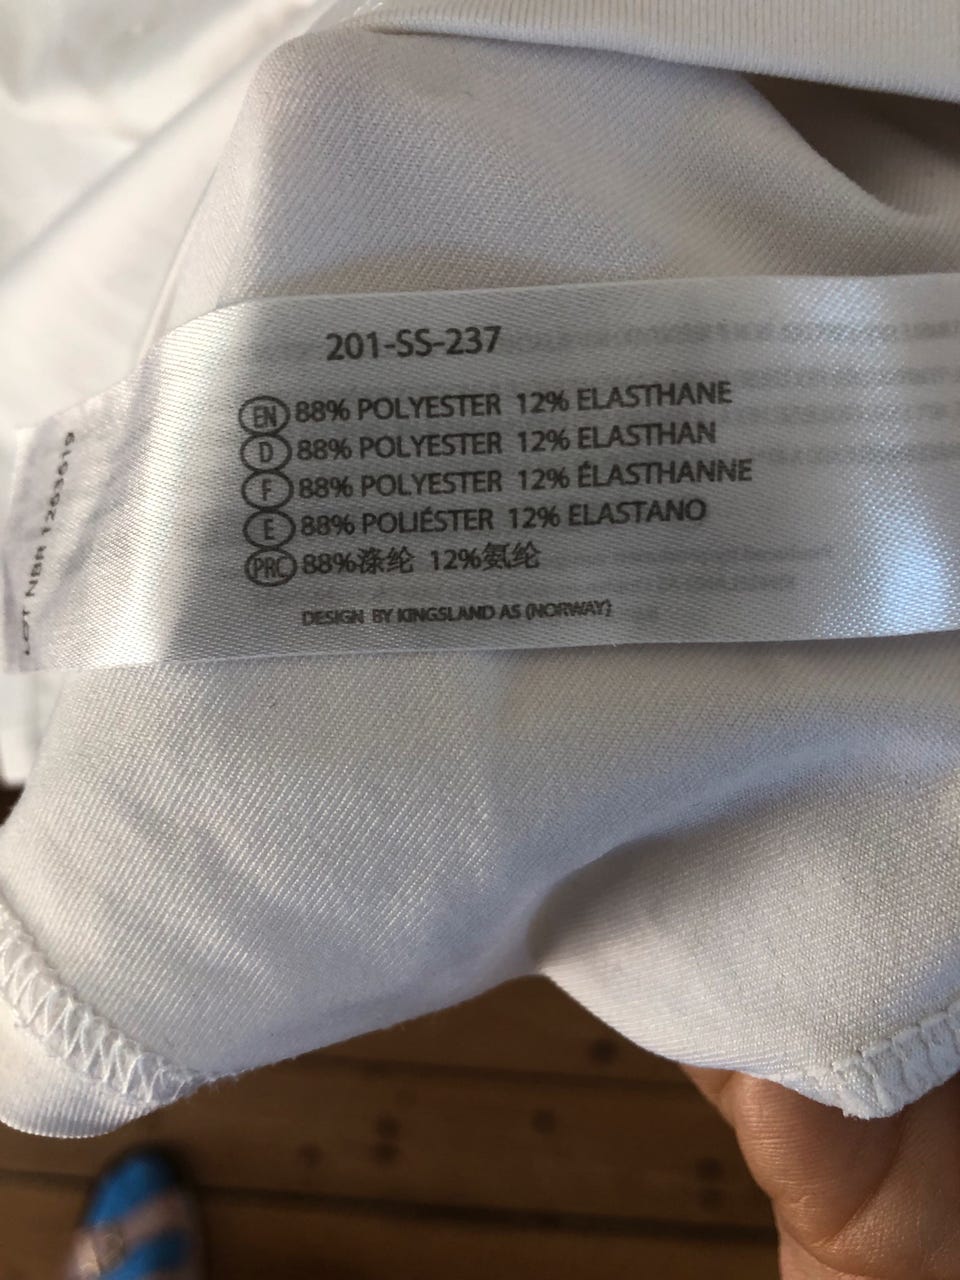 201-SS-237
EN 88% POLYESTER 12% ELASTHANE
D 88% POLYESTER 12% ELASTHAN
F 88% POLYESTER 12% ÉLASTHANNE
E 88% POLIÉSTER 12% ELASTANO
PRC 88%涤纶 12%氨纶
DESIGN BY KINGSLAND AS (NORWAY)
LOT NBR 1263619